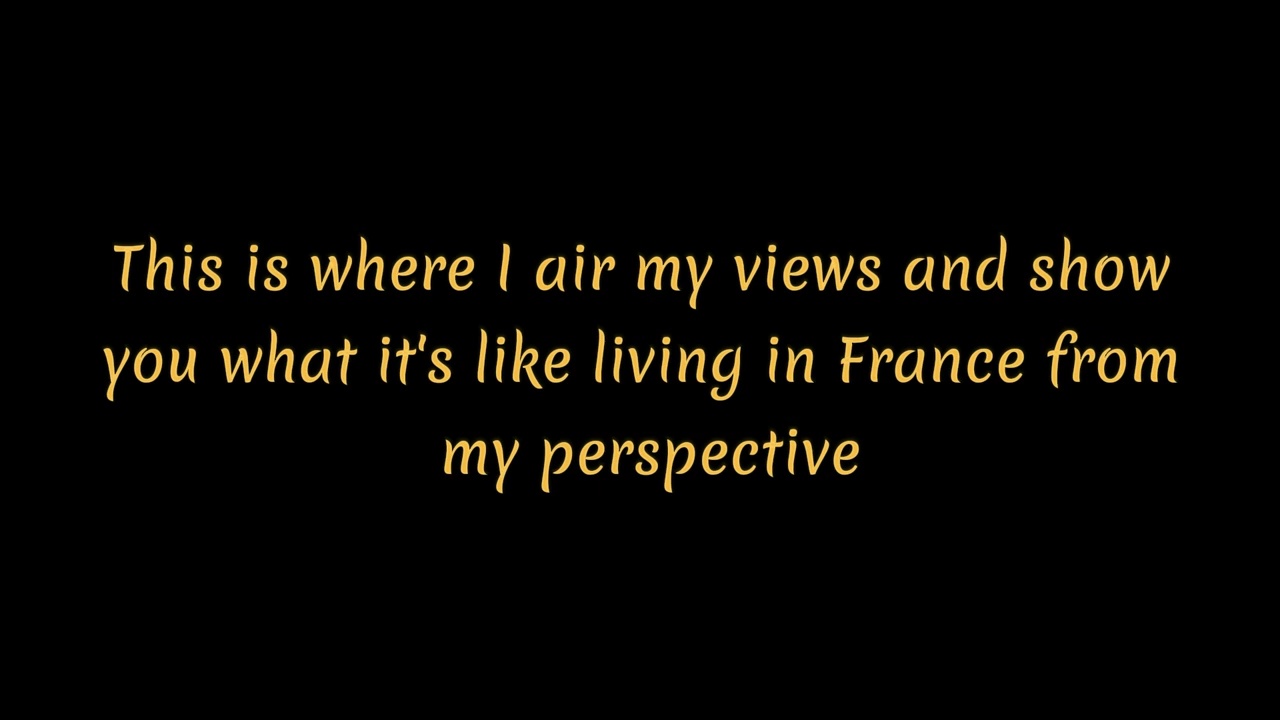 This is where I air my views and show
you what it's like living in France from
my perspective